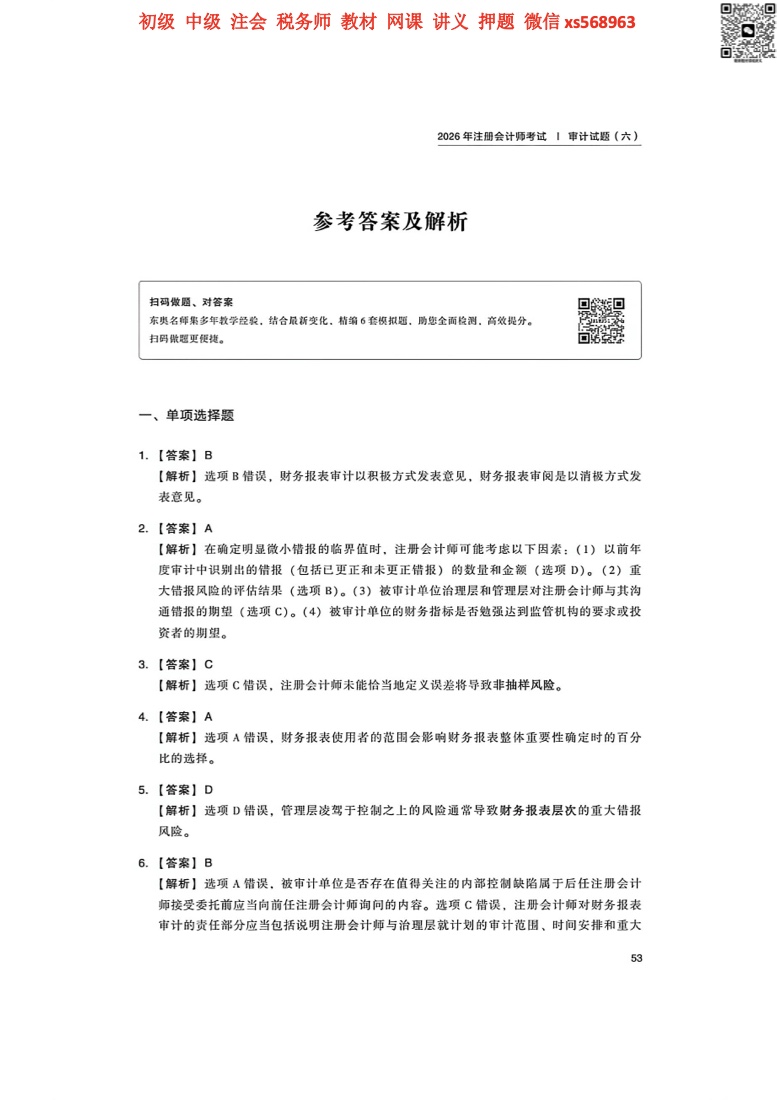 初级 中级 注会 税务师 教材 网课 讲义 押题 微信 xs568963
2026 年注册会计师考试 | 审计试题（六）
参考答案及解析
扫码做题、对答案
东奥名师集多年教学经验，结合最新变化，精编 6 套模拟题，助您全面检测，高效提分。
扫码做题更便捷。
一、单项选择题
1. 【答案】B
【解析】选项 B 错误，财务报表审计以积极方式发表意见，财务报表审阅是以消极方式发
表意见。
2. 【答案】A
【解析】在确定明显微小错报的临界值时，注册会计师可能考虑以下因素：（1）以前年
度审计中识别出的错报（包括已更正和未更正错报）的数量和金额（选项 D）。（2）重
大错报风险的评估结果（选项 B）。（3）被审计单位治理层和管理层对注册会计师与其沟
通错报的期望（选项 C）。（4）被审计单位的财务指标是否勉强达到监管机构的要求或投
资者的期望。
3. 【答案】C
【解析】选项 C 错误，注册会计师未能恰当地定义误差将导致非抽样风险。
4. 【答案】A
【解析】选项 A 错误，财务报表使用者的范围会影响财务报表整体重要性确定时的百分
比的选择。
5. 【答案】D
【解析】选项 D 错误，管理层凌驾于控制之上的风险通常导致财务报表层次的重大错报
风险。
6. 【答案】B
【解析】选项 A 错误，被审计单位是否存在值得关注的内部控制缺陷属于后任注册会计
师接受委托前应当向前任注册会计师询问的内容。选项 C 错误，注册会计师对财务报表
审计的责任部分应当包括说明注册会计师与治理层就计划的审计范围、时间安排和重大
53